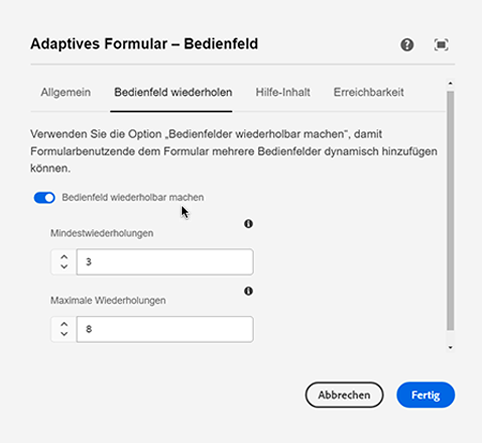 Adaptives Formular – Bedienfeld
Allgemein Bedienfeld wiederholen Hilfe-Inhalt Erreichbarkeit
Verwenden Sie die Option „Bedienfelder wiederholbar machen“, damit
Formularbenutzende dem Formular mehrere Bedienfelder dynamisch hinzufügen
können.
Bedienfeld wiederholbar machen
Mindestwiederholungen
3
Maximale Wiederholungen
8
Abbrechen Fertig